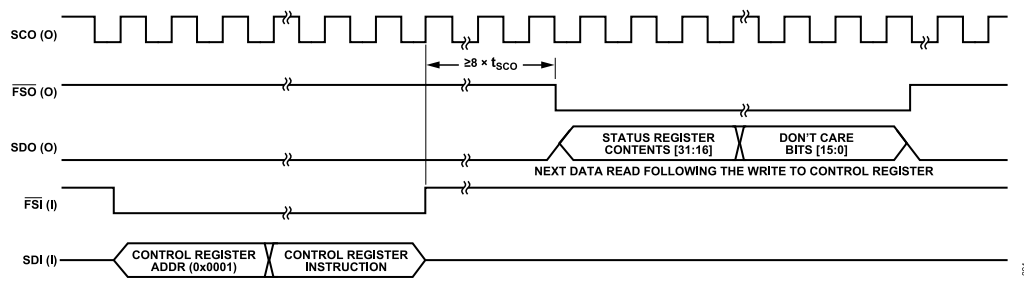 SCO (O)
≥8 × tSCO
FSO (O)
SDO (O)
STATUS REGISTER
CONTENTS [31:16]
DON'T CARE
BITS [15:0]
NEXT DATA READ FOLLOWING THE WRITE TO CONTROL REGISTER
FSI (I)
SDI (I)
CONTROL REGISTER
ADDR (0x0001)
CONTROL REGISTER
INSTRUCTION